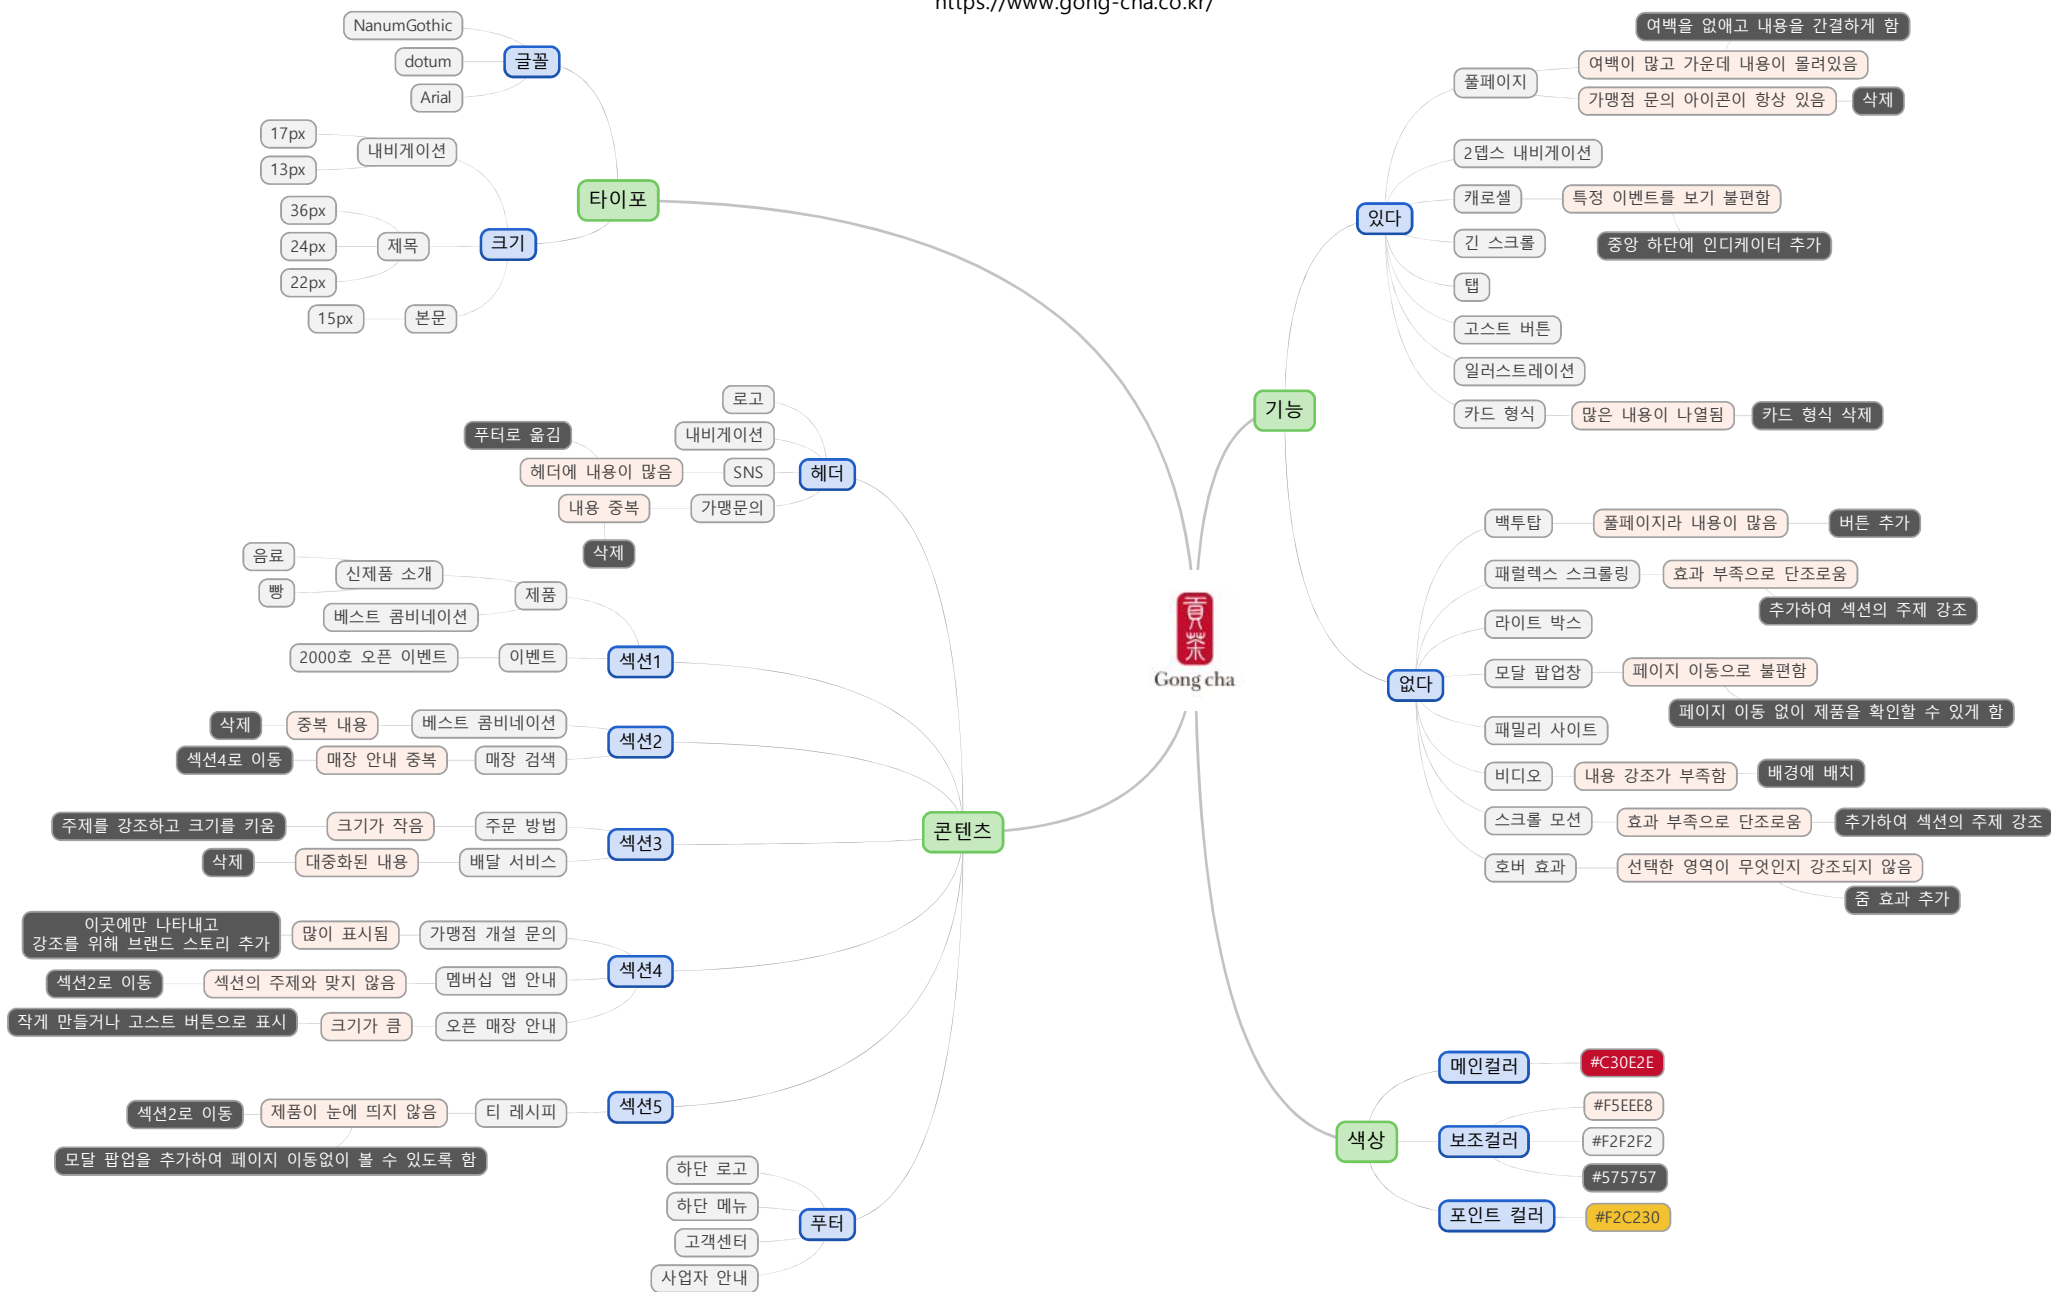 https://www.gong-cha.co.kr/
타이포
글꼴
NanumGothic
dotum
Arial
크기
내비게이션
17px
13px
제목
36px
24px
22px
본문
15px
기능
있다
풀페이지
여백이 많고 가운데 내용이 몰려있음
여백을 없애고 내용을 간결하게 함
가맹점 문의 아이콘이 항상 있음
삭제
2뎁스 내비게이션
캐로셀
특정 이벤트를 보기 불편함
중앙 하단에 인디케이터 추가
긴 스크롤
탭
고스트 버튼
일러스트레이션
카드 형식
많은 내용이 나열됨
카드 형식 삭제
없다
백투탑
풀페이지라 내용이 많음
버튼 추가
패럴렉스 스크롤링
효과 부족으로 단조로움
추가하여 섹션의 주제 강조
라이트 박스
모달 팝업창
페이지 이동으로 불편함
페이지 이동 없이 제품을 확인할 수 있게 함
패밀리 사이트
비디오
내용 강조가 부족함
배경에 배치
스크롤 모션
효과 부족으로 단조로움
추가하여 섹션의 주제 강조
호버 효과
선택한 영역이 무엇인지 강조되지 않음
줌 효과 추가
貢茶
Gong cha
콘텐츠
헤더
로고
내비게이션
SNS
헤더에 내용이 많음
푸터로 옮김
가맹문의
내용 중복
삭제
섹션1
제품
신제품 소개
음료
빵
베스트 콤비네이션
이벤트
2000호 오픈 이벤트
섹션2
베스트 콤비네이션
중복 내용
삭제
매장 검색
매장 안내 중복
섹션4로 이동
섹션3
주문 방법
크기가 작음
주제를 강조하고 크기를 키움
배달 서비스
대중화된 내용
삭제
섹션4
가맹점 개설 문의
많이 표시됨
이곳에만 나타내고
강조를 위해 브랜드 스토리 추가
멤버십 앱 안내
섹션의 주제와 맞지 않음
섹션2로 이동
오픈 매장 안내
크기가 큼
작게 만들거나 고스트 버튼으로 표시
섹션5
티 레시피
제품이 눈에 띄지 않음
섹션2로 이동
모달 팝업을 추가하여 페이지 이동없이 볼 수 있도록 함
푸터
하단 로고
하단 메뉴
고객센터
사업자 안내
색상
메인컬러
#C30E2E
보조컬러
#F5EEE8
#F2F2F2
#575757
포인트 컬러
#F2C230